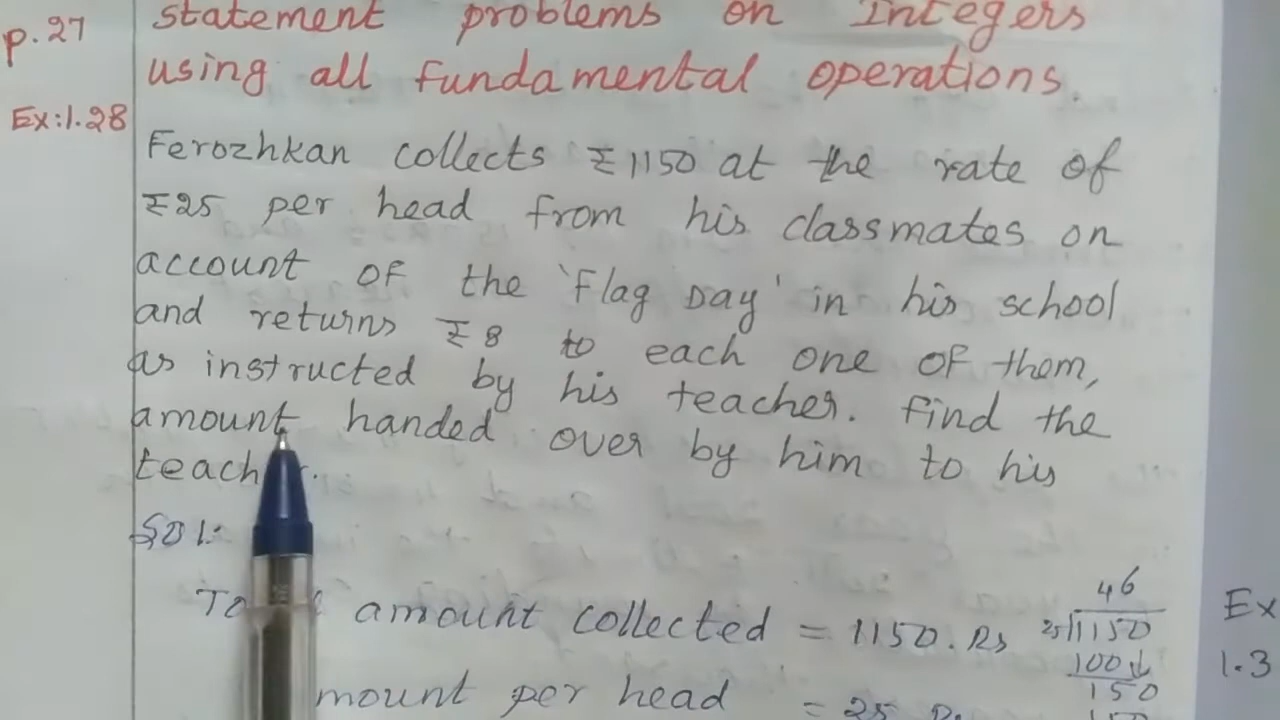 p.27
statement problems on Integers
using all fundamental operations.
Ex:1.28
Ferozhkan collects ₹1150 at the rate of
₹25 per head from his classmates on
account of the 'Flag Day' in his school
and returns ₹8 to each one of them,
as instructed by his teacher. Find the
amount handed over by him to his
teach
Sol:
To amount collected = 1150. Rs
mount per head = 25
46
25 1150
100↓
150
150
Ex
1.3